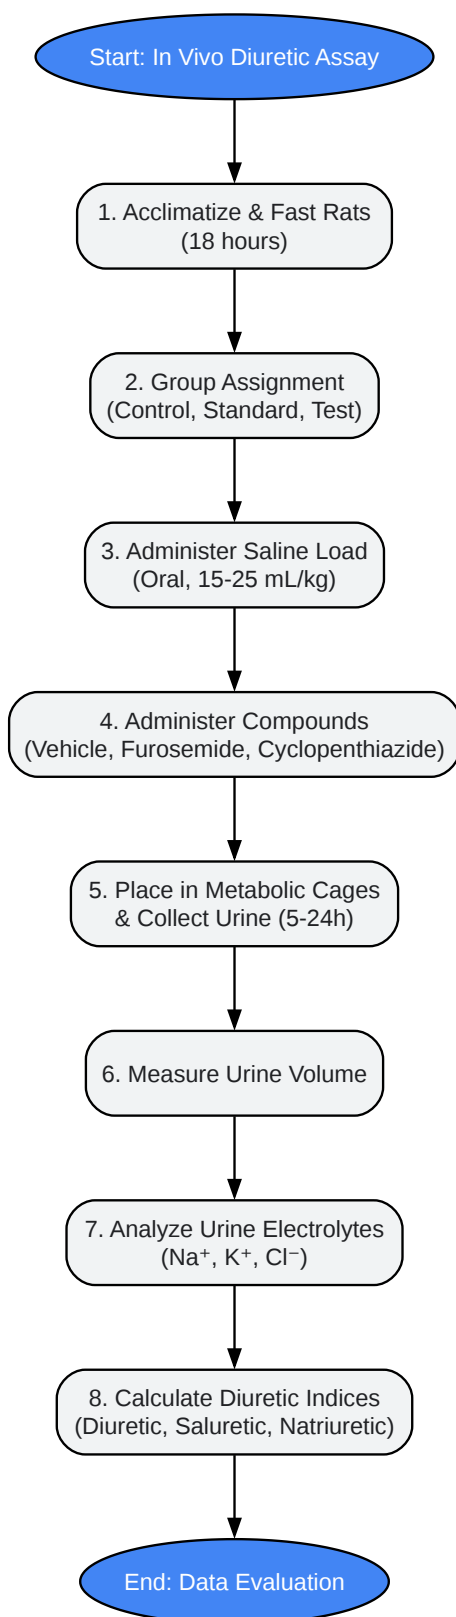 Start: In Vivo Diuretic Assay
1. Acclimatize & Fast Rats
(18 hours)
2. Group Assignment
(Control, Standard, Test)
3. Administer Saline Load
(Oral, 15-25 mL/kg)
4. Administer Compounds
(Vehicle, Furosemide, Cyclopenthiazide)
5. Place in Metabolic Cages
& Collect Urine (5-24h)
6. Measure Urine Volume
7. Analyze Urine Electrolytes
(Na⁺, K⁺, Cl⁻)
8. Calculate Diuretic Indices
(Diuretic, Saluretic, Natriuretic)
End: Data Evaluation